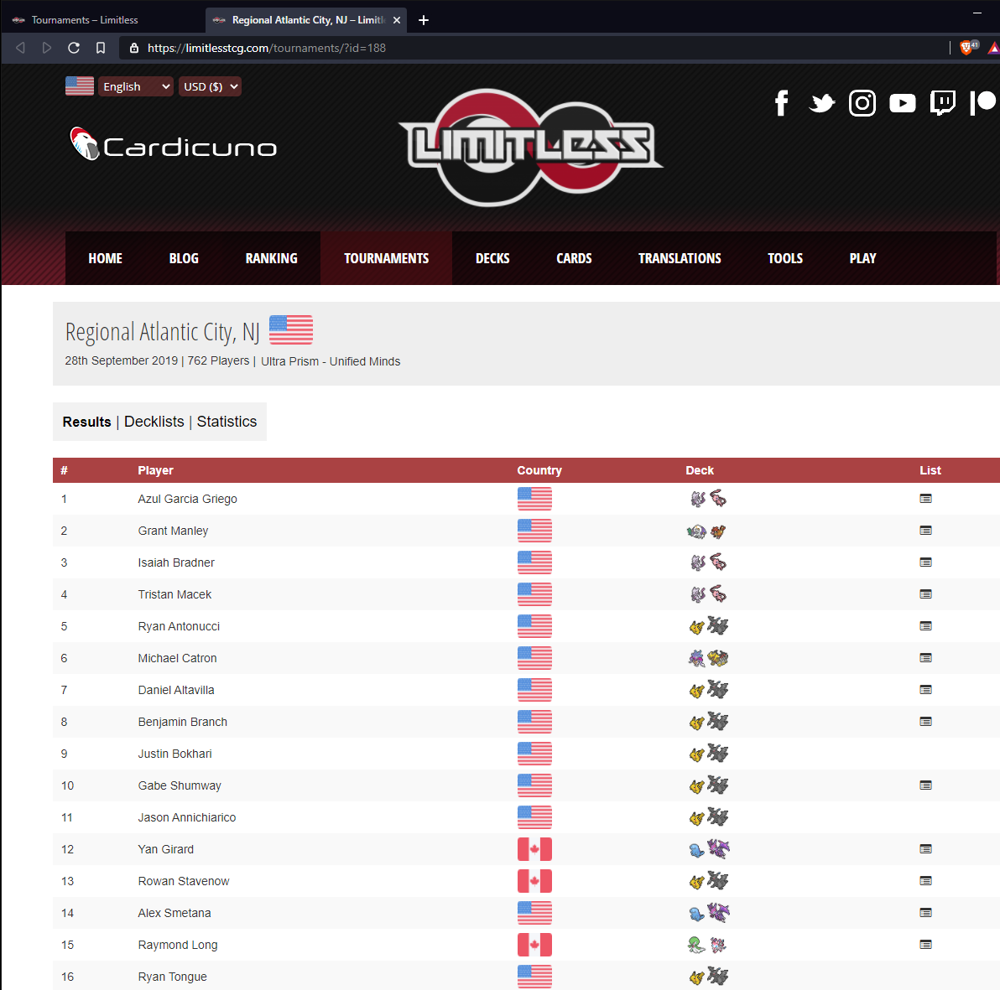 Tournaments – Limitless
Regional Atlantic City, NJ – Limitl
https://limitlesstcg.com/tournaments/?id=188
41
English
USD ($)
Cardicuno
LIMITLESS
HOME BLOG RANKING TOURNAMENTS DECKS CARDS TRANSLATIONS TOOLS PLAY
Regional Atlantic City, NJ
28th September 2019 | 762 Players | Ultra Prism - Unified Minds
Results | Decklists | Statistics
# Player Country Deck List
1 Azul Garcia Griego
2 Grant Manley
3 Isaiah Bradner
4 Tristan Macek
5 Ryan Antonucci
6 Michael Catron
7 Daniel Altavilla
8 Benjamin Branch
9 Justin Bokhari
10 Gabe Shumway
11 Jason Annichiarico
12 Yan Girard
13 Rowan Stavenow
14 Alex Smetana
15 Raymond Long
16 Ryan Tongue